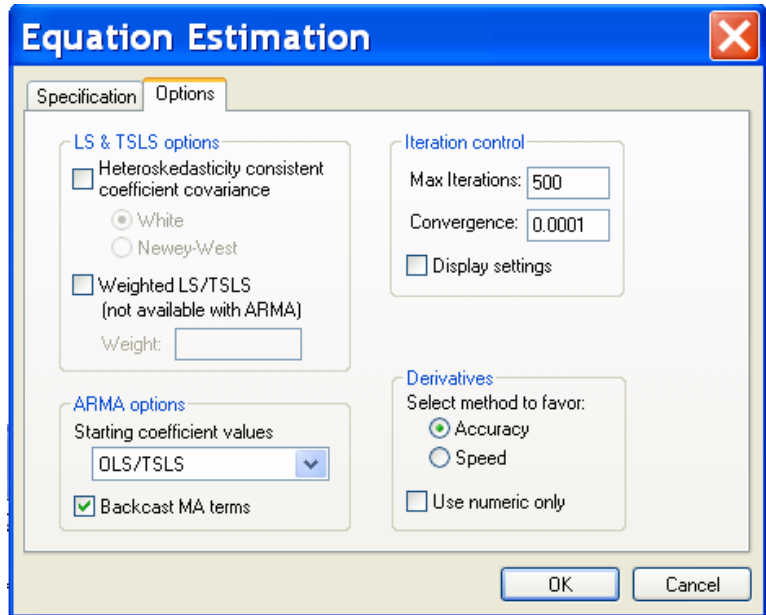 Equation Estimation
Specification
Options
LS & TSLS options
Heteroskedasticity consistent
coefficient covariance
White
Newey-West
Weighted LS/TSLS
(not available with ARMA)
Weight:
ARMA options
Starting coefficient values
OLS/TSLS
Backcast MA terms
Iteration control
Max Iterations: 500
Convergence: 0.0001
Display settings
Derivatives
Select method to favor:
Accuracy
Speed
Use numeric only
OK
Cancel